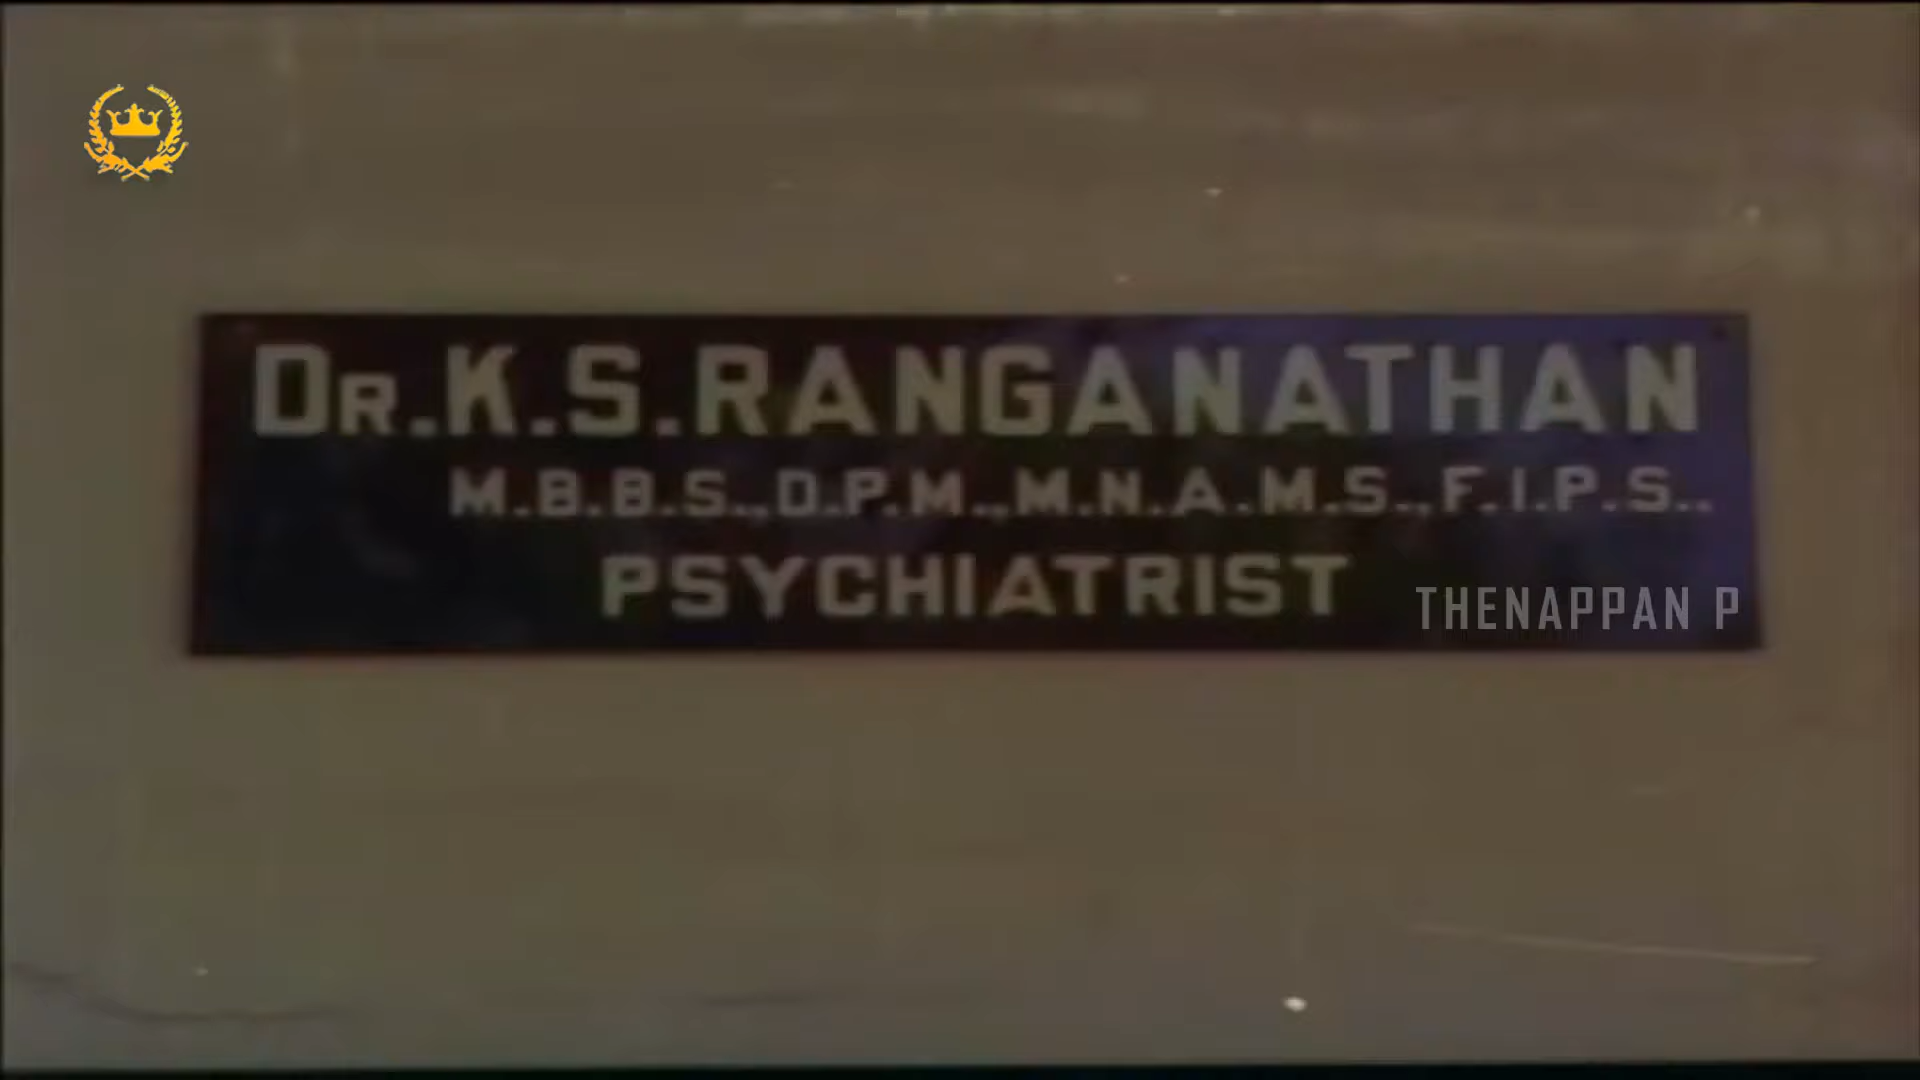 DR.K.S.RANGANATHAN
M.B.B.S.,D.P.M.,M.N.A.M.S.,F.I.P.S..
PSYCHIATRIST
THENAPPAN P